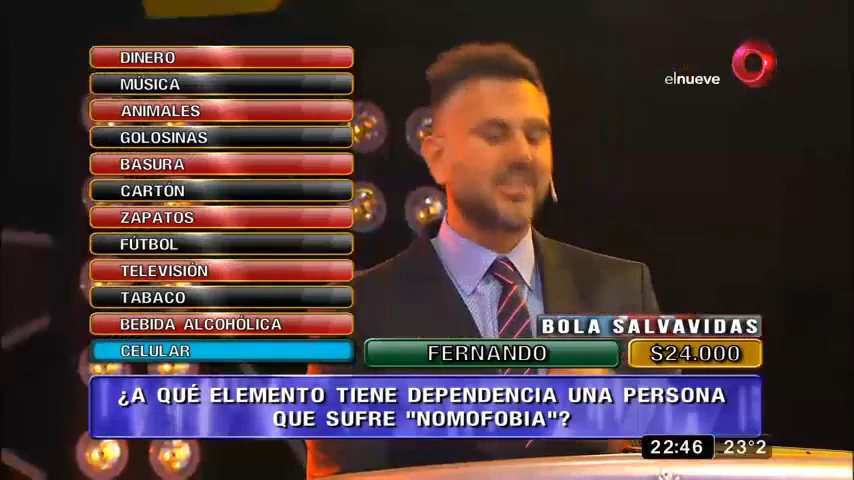 DINERO
MÚSICA
ANIMALES
GOLOSINAS
BASURA
CARTÓN
ZAPATOS
FÚTBOL
TELEVISIÓN
TABACO
BEBIDA ALCOHÓLICA
CELULAR
elnueve
BOLA SALVAVIDAS
FERNANDO
$24.000
¿A QUÉ ELEMENTO TIENE DEPENDENCIA UNA PERSONA
QUE SUFRE "NOMOFOBIA"?
22:46 23°2